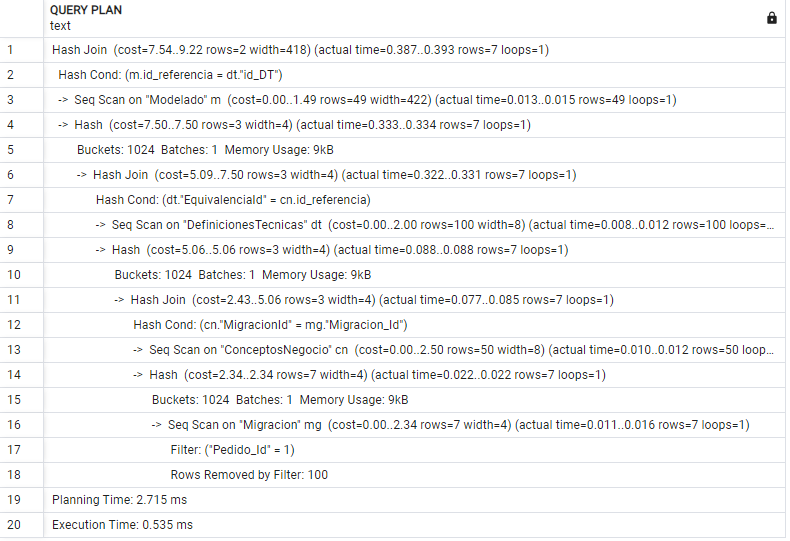 QUERY PLAN
text
1 Hash Join (cost=7.54..9.22 rows=2 width=418) (actual time=0.387..0.393 rows=7 loops=1)
2 Hash Cond: (m.id_referencia = dt."id_DT")
3 -> Seq Scan on "Modelado" m (cost=0.00..1.49 rows=49 width=422) (actual time=0.013..0.015 rows=49 loops=1)
4 -> Hash (cost=7.50..7.50 rows=3 width=4) (actual time=0.333..0.334 rows=7 loops=1)
5 Buckets: 1024 Batches: 1 Memory Usage: 9kB
6 -> Hash Join (cost=5.09..7.50 rows=3 width=4) (actual time=0.322..0.331 rows=7 loops=1)
7 Hash Cond: (dt."EquivalenciaId" = cn.id_referencia)
8 -> Seq Scan on "DefinicionesTecnicas" dt (cost=0.00..2.00 rows=100 width=8) (actual time=0.008..0.012 rows=100 loops=...
9 -> Hash (cost=5.06..5.06 rows=3 width=4) (actual time=0.088..0.088 rows=7 loops=1)
10 Buckets: 1024 Batches: 1 Memory Usage: 9kB
11 -> Hash Join (cost=2.43..5.06 rows=3 width=4) (actual time=0.077..0.085 rows=7 loops=1)
12 Hash Cond: (cn."MigracionId" = mg."Migracion_Id")
13 -> Seq Scan on "ConceptosNegocio" cn (cost=0.00..2.50 rows=50 width=8) (actual time=0.010..0.012 rows=50 loop...
14 -> Hash (cost=2.34..2.34 rows=7 width=4) (actual time=0.022..0.022 rows=7 loops=1)
15 Buckets: 1024 Batches: 1 Memory Usage: 9kB
16 -> Seq Scan on "Migracion" mg (cost=0.00..2.34 rows=7 width=4) (actual time=0.011..0.016 rows=7 loops=1)
17 Filter: ("Pedido_Id" = 1)
18 Rows Removed by Filter: 100
19 Planning Time: 2.715 ms
20 Execution Time: 0.535 ms